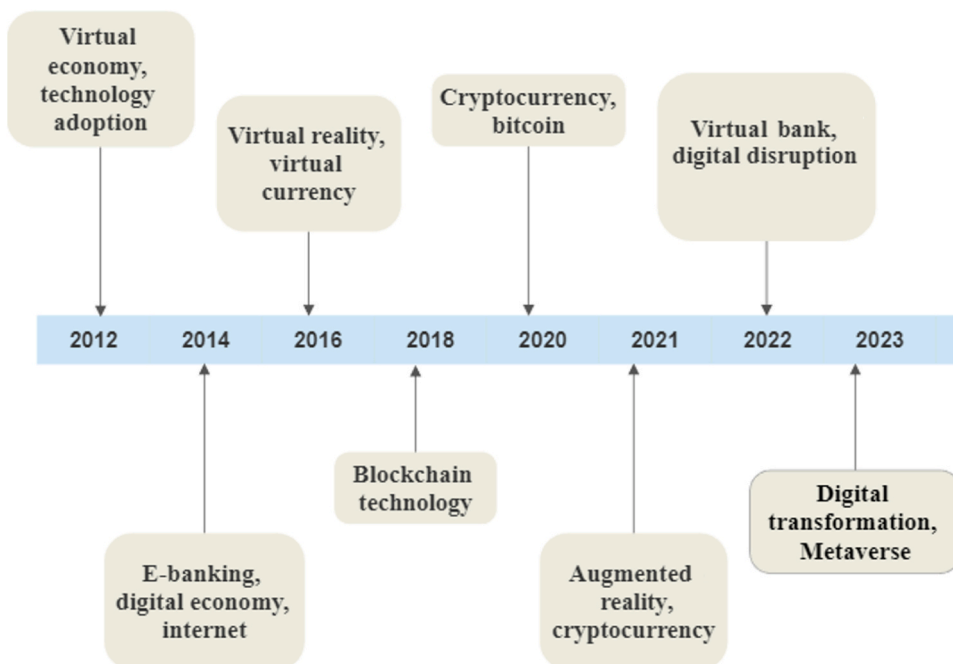 Virtual
economy,
technology
adoption
Virtual reality,
virtual
currency
Cryptocurrency,
bitcoin
Virtual bank,
digital disruption
2012 2014 2016 2018 2020 2021 2022 2023
E-banking,
digital economy,
internet
Blockchain
technology
Augmented
reality,
cryptocurrency
Digital
transformation,
Metaverse